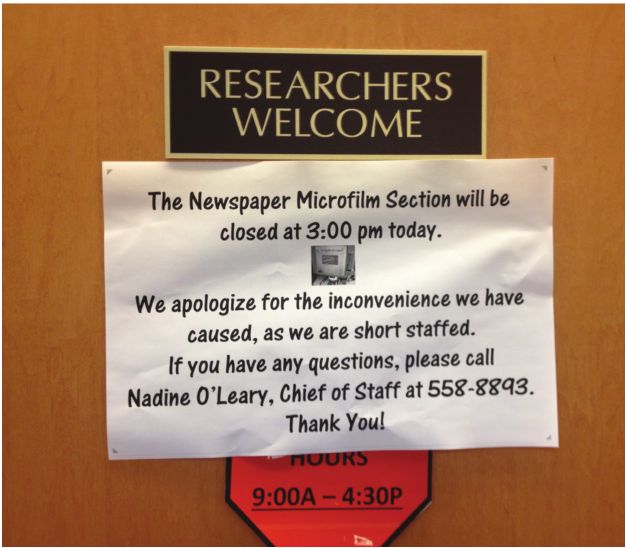 RESEARCHERS
WELCOME
The Newspaper Microfilm Section will be
closed at 3:00 pm today.
We apologize for the inconvenience we have
caused, as we are short staffed.
If you have any questions, please call
Nadine O'Leary, Chief of Staff at 558-8893.
Thank You!
HOURS
9:00A – 4:30P